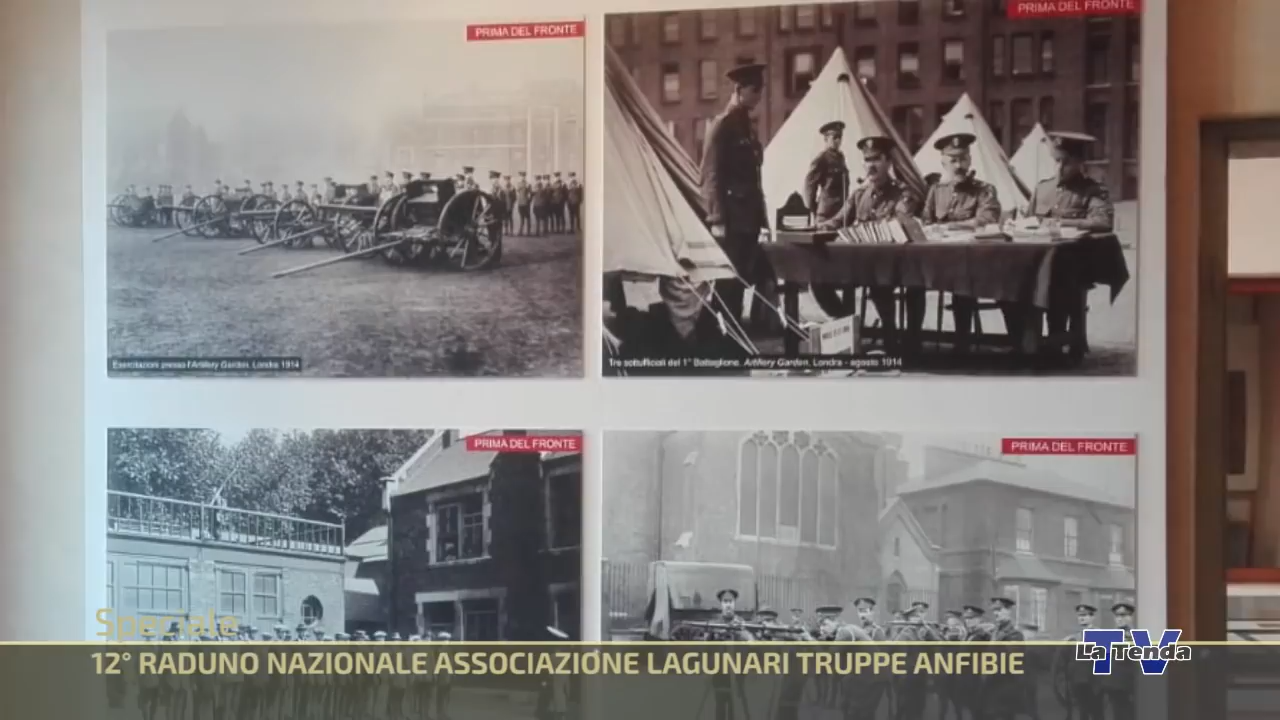 PRIMA DEL FRONTE
PRIMA DEL FRONTE
Esercitazioni presso l'Artillery Garden, Londra 1914
Tre sottufficiali del 1° Battaglione. Artillery Garden, Londra - agosto 1914
PRIMA DEL FRONTE
PRIMA DEL FRONTE
Speciale
12° RADUNO NAZIONALE ASSOCIAZIONE LAGUNARI TRUPPE ANFIBIE
TV
La Tenda